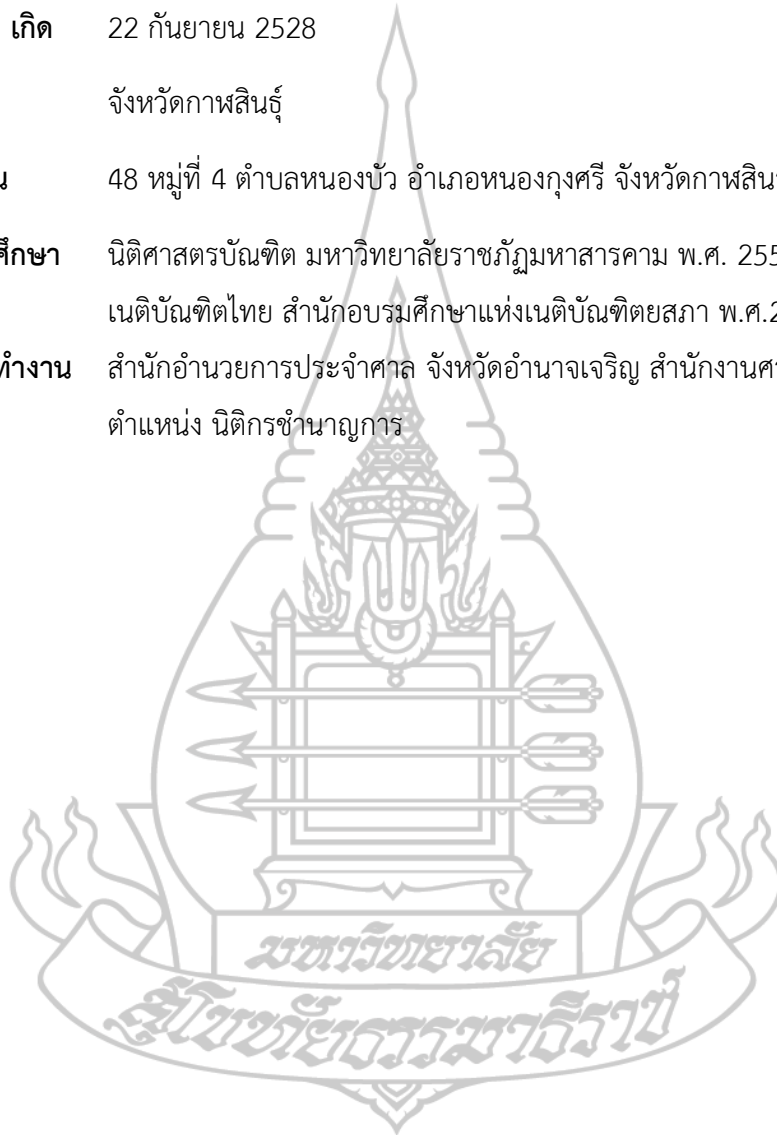 เกิด 22 กันยายน 2528
จังหวัดกาฬสินธุ์
48 หมู่ที่ 4 ตำบลหนองบัว อำเภอหนองกุงศรี จังหวัดกาฬสิน
ศึกษา นิติศาสตรบัณฑิต มหาวิทยาลัยราชภัฏมหาสารคาม พ.ศ. 255
เนติบัณฑิตไทย สำนักอบรมศึกษาแห่งเนติบัณฑิตยสภา พ.ศ.2
ทำงาน สำนักอำนวยการประจำศาล จังหวัดอำนาจเจริญ สำนักงานศา
ตำแหน่ง นิติกรชำนาญการ
มหาวิทยาลัย
สุโขทัยธรรมาธิราช